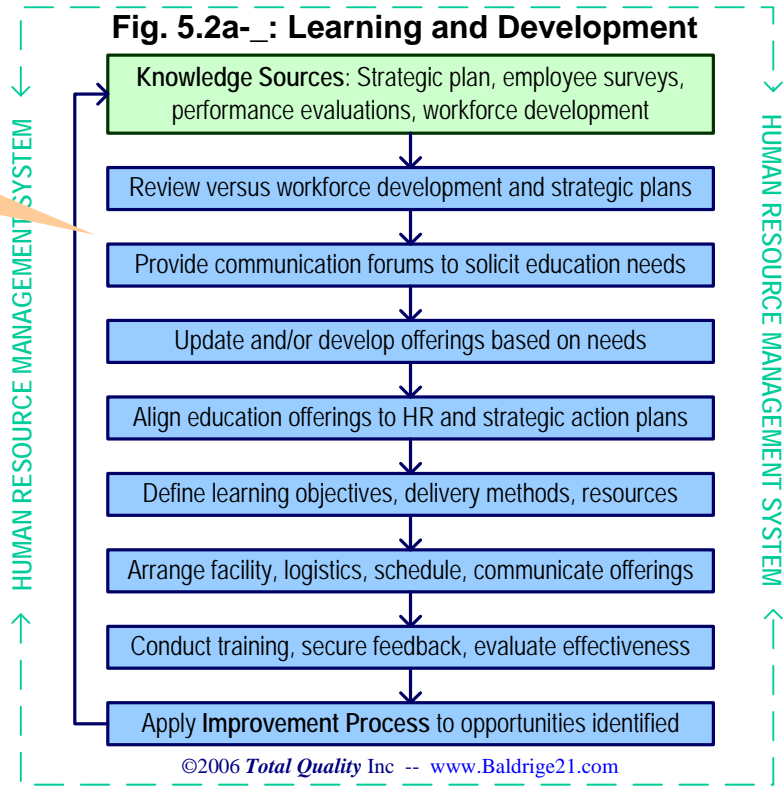 Fig. 5.2a-_: Learning and Development
Knowledge Sources: Strategic plan, employee surveys,
performance evaluations, workforce development
Review versus workforce development and strategic plans
Provide communication forums to solicit education needs
Update and/or develop offerings based on needs
Align education offerings to HR and strategic action plans
Define learning objectives, delivery methods, resources
Arrange facility, logistics, schedule, communicate offerings
Conduct training, secure feedback, evaluate effectiveness
Apply Improvement Process to opportunities identified
HUMAN RESOURCE MANAGEMENT SYSTEM
HUMAN RESOURCE MANAGEMENT SYSTEM
©2006 Total Quality Inc -- www.Baldrige21.com